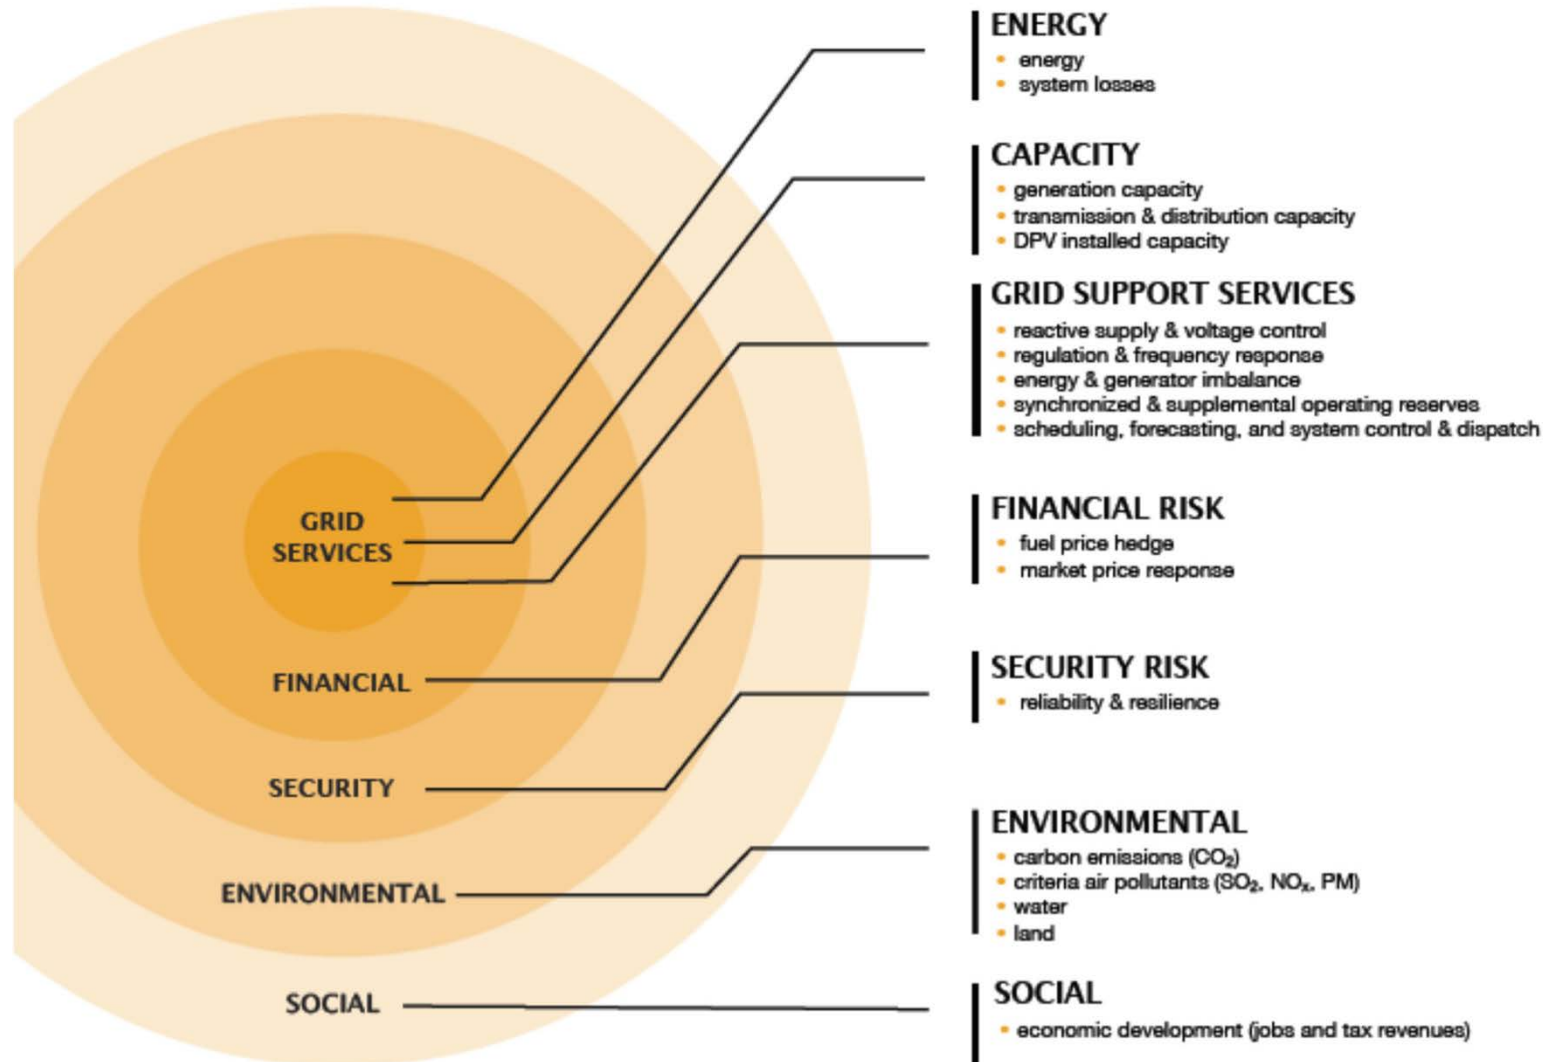 GRID
SERVICES
FINANCIAL
SECURITY
ENVIRONMENTAL
SOCIAL
ENERGY
• energy
• system losses
CAPACITY
• generation capacity
• transmission & distribution capacity
• DPV installed capacity
GRID SUPPORT SERVICES
• reactive supply & voltage control
• regulation & frequency response
• energy & generator imbalance
• synchronized & supplemental operating reserves
• scheduling, forecasting, and system control & dispatch
FINANCIAL RISK
• fuel price hedge
• market price response
SECURITY RISK
• reliability & resilience
ENVIRONMENTAL
• carbon emissions (CO₂)
• criteria air pollutants (SO₂, NOₓ, PM)
• water
• land
SOCIAL
• economic development (jobs and tax revenues)